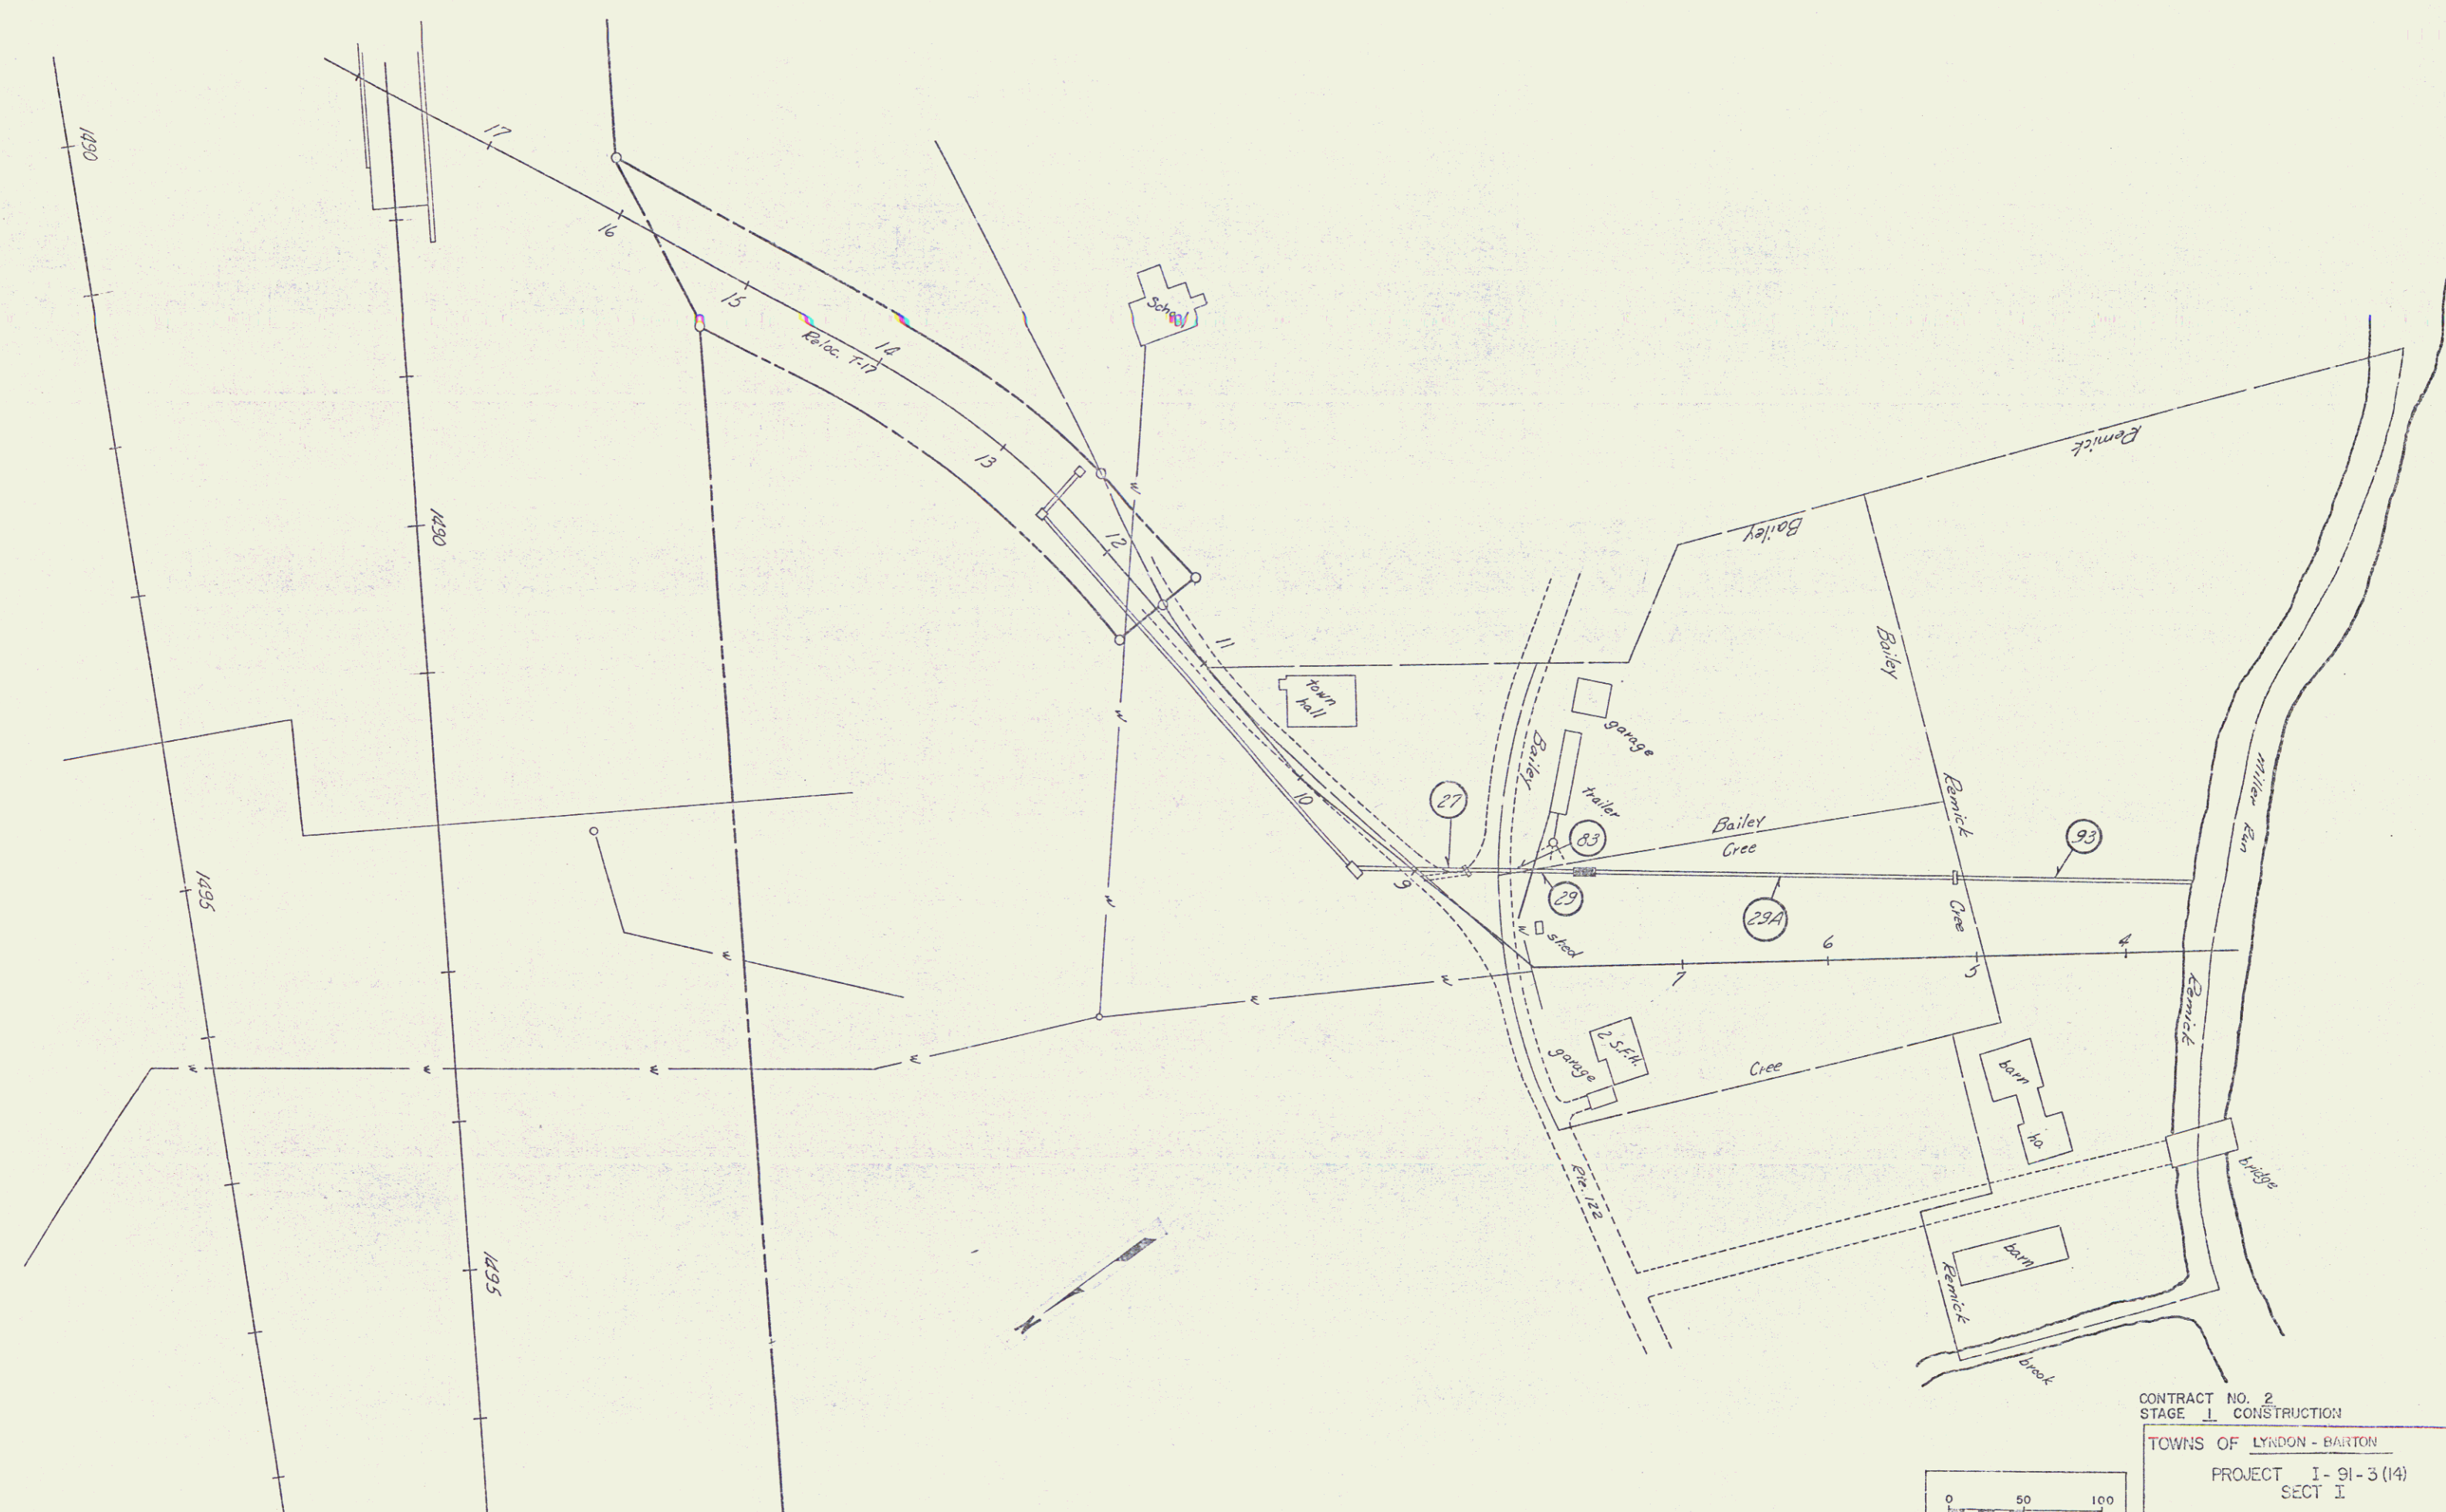 1490
17
16
15
14
Reloc. T-17
13
12
11
10
9
School
1490
1495
1495
town
hall
garage
Bailey
trailer
27
83
29
29A
93
Bailey
Bailey
Bailey
Cree
Remick
Remick
Cree
Miller Run
shed
7
6
5
4
W
W
W
W
W
W
W
W
W
W
2 S.F.H.
garage
Cree
Remick
barn
ho.
bridge
Rte. 122
barn
Remick
brook
N
CONTRACT NO. 2
STAGE 1 CONSTRUCTION
TOWNS OF LYNDON - BARTON
PROJECT I-91-3(14)
SECT I
0 50 100